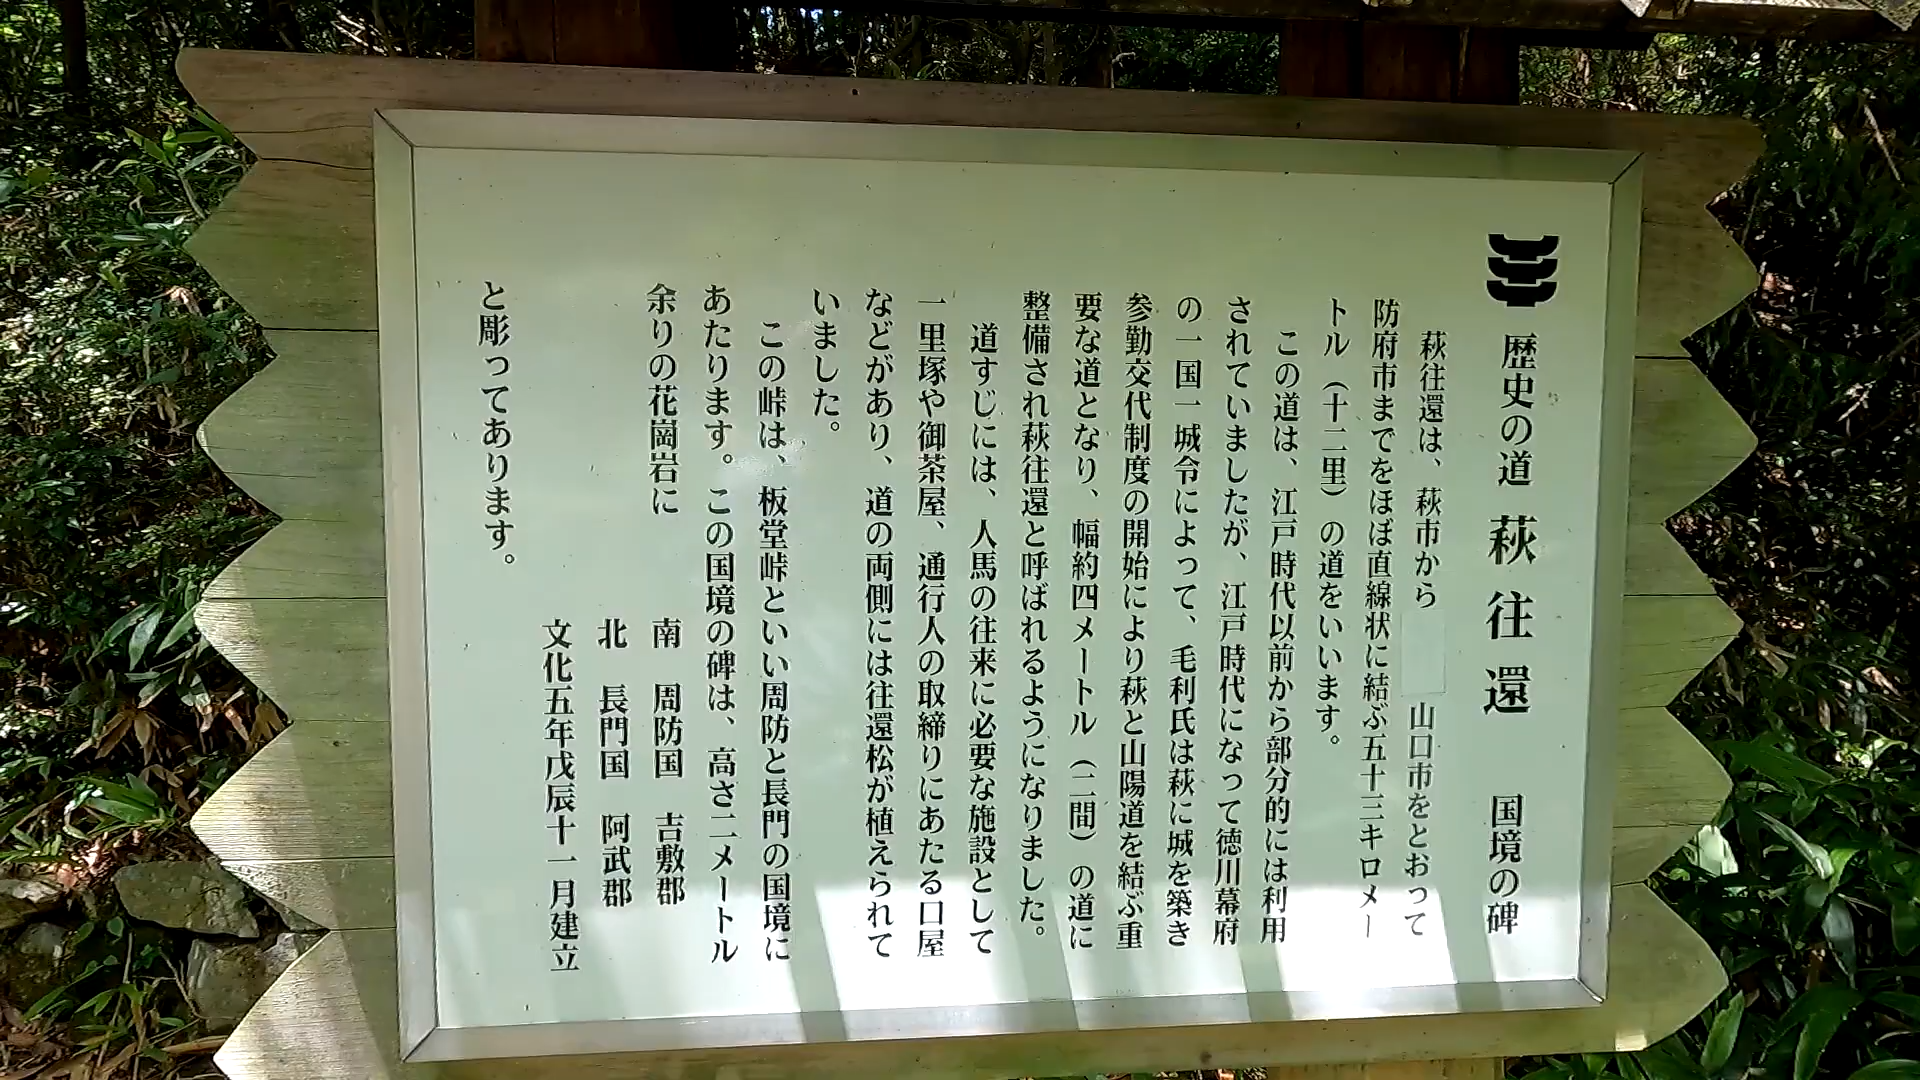 歴史の道 萩往還 国境の碑
萩往還は、萩市から 山口市をとおって
防府市までをほぼ直線状に結ぶ五十三キロメー
トル（十二里）の道をいいます。
この道は、江戸時代以前から部分的には利用
されていましたが、江戸時代になって徳川幕府
の一国一城令によって、毛利氏は萩に城を築き
参勤交代制度の開始により萩と山陽道を結ぶ重
要な道となり、幅約四メートル（二間）の道に
整備され萩往還と呼ばれるようになりました。
道すじには、人馬の往来に必要な施設として
一里塚や御茶屋、通行人の取締りにあたる口屋
などがあり、道の両側には往還松が植えられて
いました。
この峠は、板堂峠といい周防と長門の国境に
あたります。この国境の碑は、高さ二メートル
余りの花崗岩に
南 周防国 吉敷郡
北 長門国 阿武郡
文化五年戊辰十一月建立
と彫ってあります。